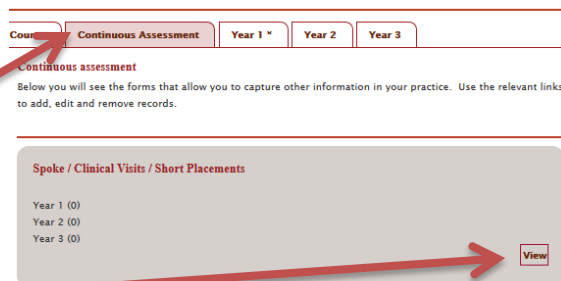 Continuous Assessment Year 1 * Year 2 Year 3
Continuous assessment
Below you will see the forms that allow you to capture other information in your practice. Use the relevant links
to add, edit and remove records.
Spoke / Clinical Visits / Short Placements
Year 1 (0)
Year 2 (0)
Year 3 (0)
View